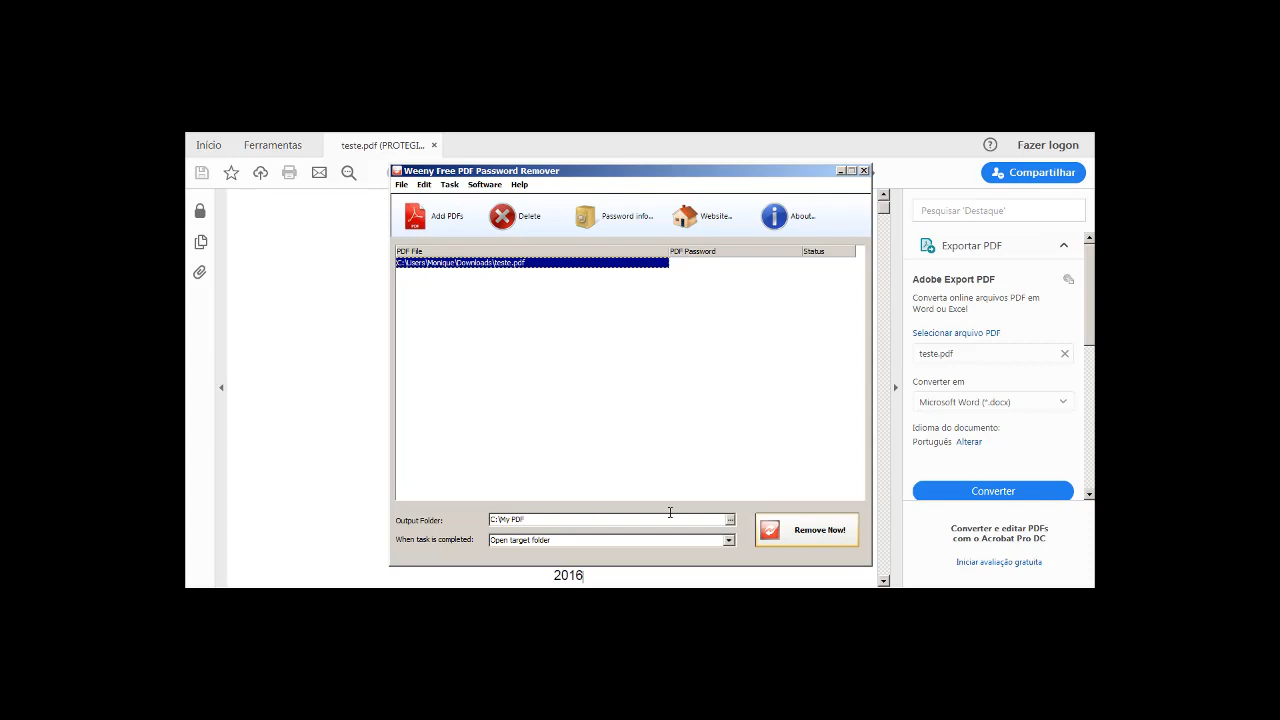 Início Ferramentas teste.pdf (PROTEGI... × Fazer logon
Compartilhar
Weeny Free PDF Password Remover
File Edit Task Software Help
Add PDFs Delete Password info... Website.. About..
PDF File PDF Password Status
C:\Users\Monique\Downloads\teste.pdf
Output Folder: C:\My PDF ...
When task is completed: Open target folder
Remove Now!
2016
Pesquisar 'Destaque'
Exportar PDF
Adobe Export PDF
Converta online arquivos PDF em
Word ou Excel
Selecionar arquivo PDF
teste.pdf
Converter em
Microsoft Word (*.docx)
Idioma do documento:
Português Alterar
Converter
Converter e editar PDFs
com o Acrobat Pro DC
Iniciar avaliação gratuita